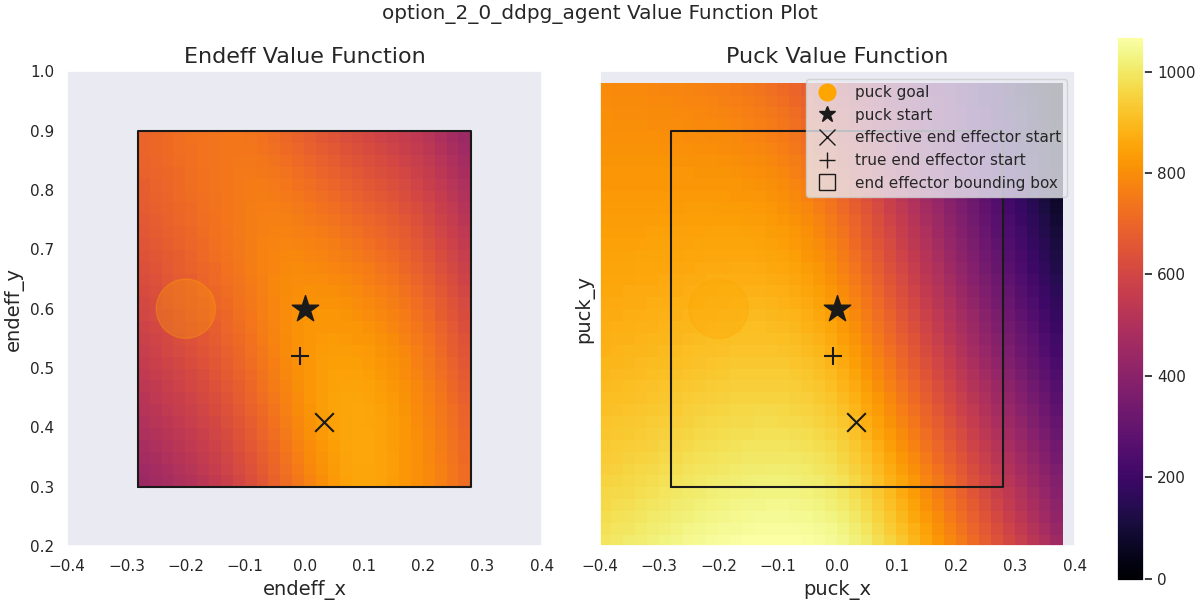 option_2_0_ddpg_agent Value Function Plot
Endeff Value Function
1.0
0.9
0.8
0.7
0.6
0.5
0.4
0.3
0.2
endeff_y
−0.4 −0.3 −0.2 −0.1 0.0 0.1 0.2 0.3 0.4
endeff_x
Puck Value Function
puck goal
puck start
effective end effector start
true end effector start
end effector bounding box
puck_y
−0.4 −0.3 −0.2 −0.1 0.0 0.1 0.2 0.3 0.4
puck_x
1000
800
600
400
200
0